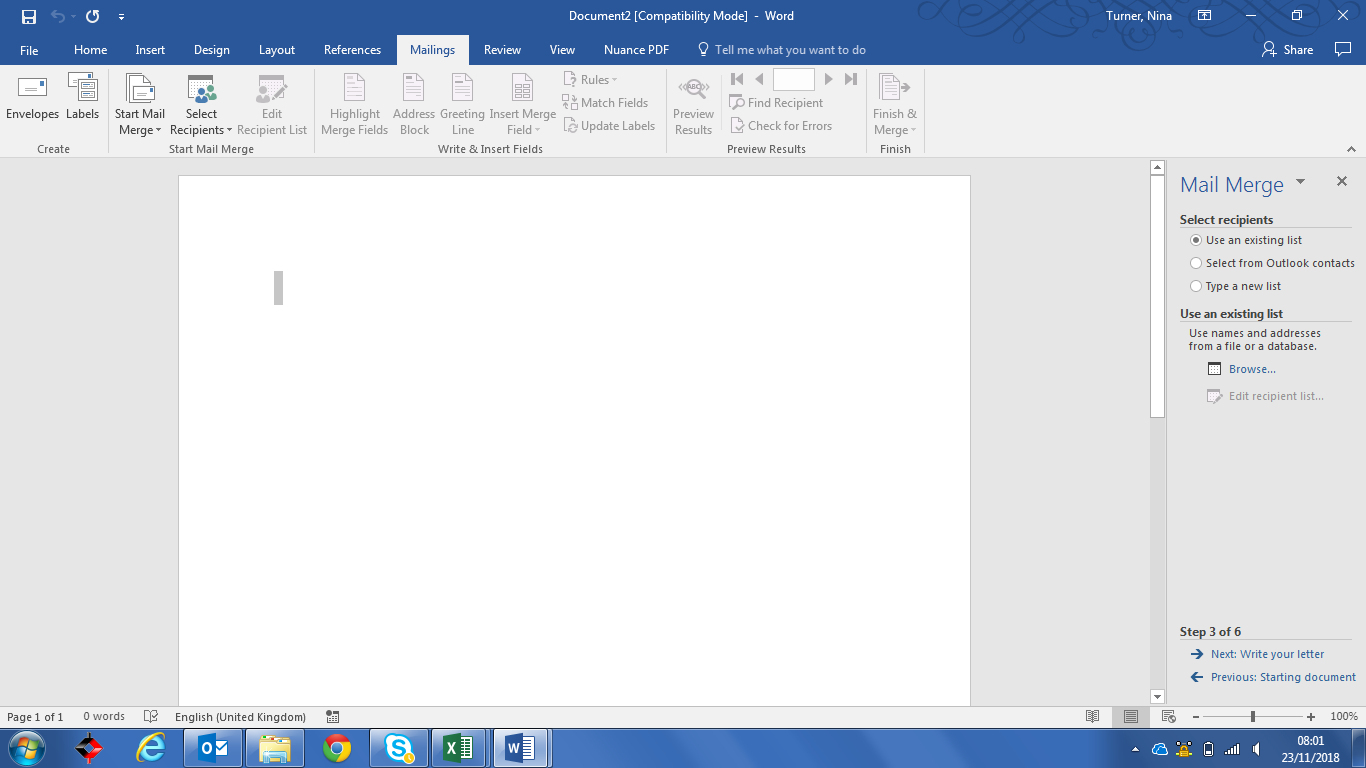 Document2 [Compatibility Mode] - Word
Turner, Nina
File Home Insert Design Layout References Mailings Review View Nuance PDF Tell me what you want to do Share
Envelopes
Labels
Create
Start Mail
Merge
Select
Recipients
Edit
Recipient List
Start Mail Merge
Highlight
Merge Fields
Address
Block
Greeting
Line
Insert Merge
Field
Rules
Match Fields
Update Labels
Write & Insert Fields
ABC
Preview
Results
Find Recipient
Check for Errors
Preview Results
Finish &
Merge
Finish
Mail Merge
Select recipients
Use an existing list
Select from Outlook contacts
Type a new list
Use an existing list
Use names and addresses
from a file or a database.
Browse...
Edit recipient list...
Step 3 of 6
Next: Write your letter
Previous: Starting document
Page 1 of 1 0 words English (United Kingdom) 100%
08:01
23/11/2018